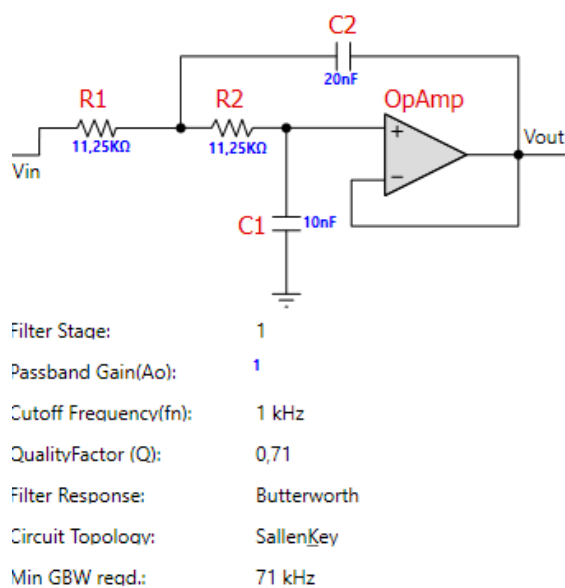 C2
20nF
R1
R2
OpAmp
11,25KΩ
11,25KΩ
+
Vin
Vout
−
C1
10nF
Filter Stage: 1
Passband Gain(Ao): 1
Cutoff Frequency(fn): 1 kHz
QualityFactor (Q): 0,71
Filter Response: Butterworth
Circuit Topology: SallenKey
Min GBW reqd.: 71 kHz